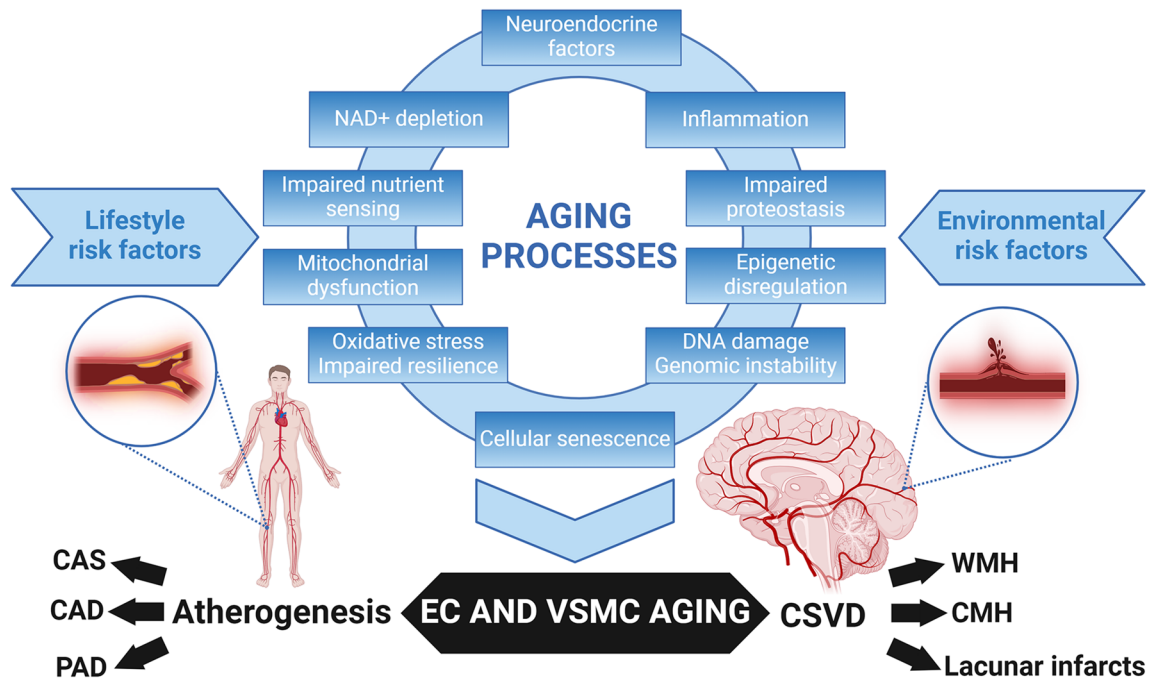 Neuroendocrine
factors
NAD+ depletion
Inflammation
Impaired nutrient
sensing
Impaired
proteostasis
Lifestyle
risk factors
AGING
PROCESSES
Environmental
risk factors
Mitochondrial
dysfunction
Epigenetic
disregulation
Oxidative stress
Impaired resilience
DNA damage
Genomic instability
Cellular senescence
CAS
CAD
PAD
Atherogenesis
EC AND VSMC AGING
CSVD
WMH
CMH
Lacunar infarcts